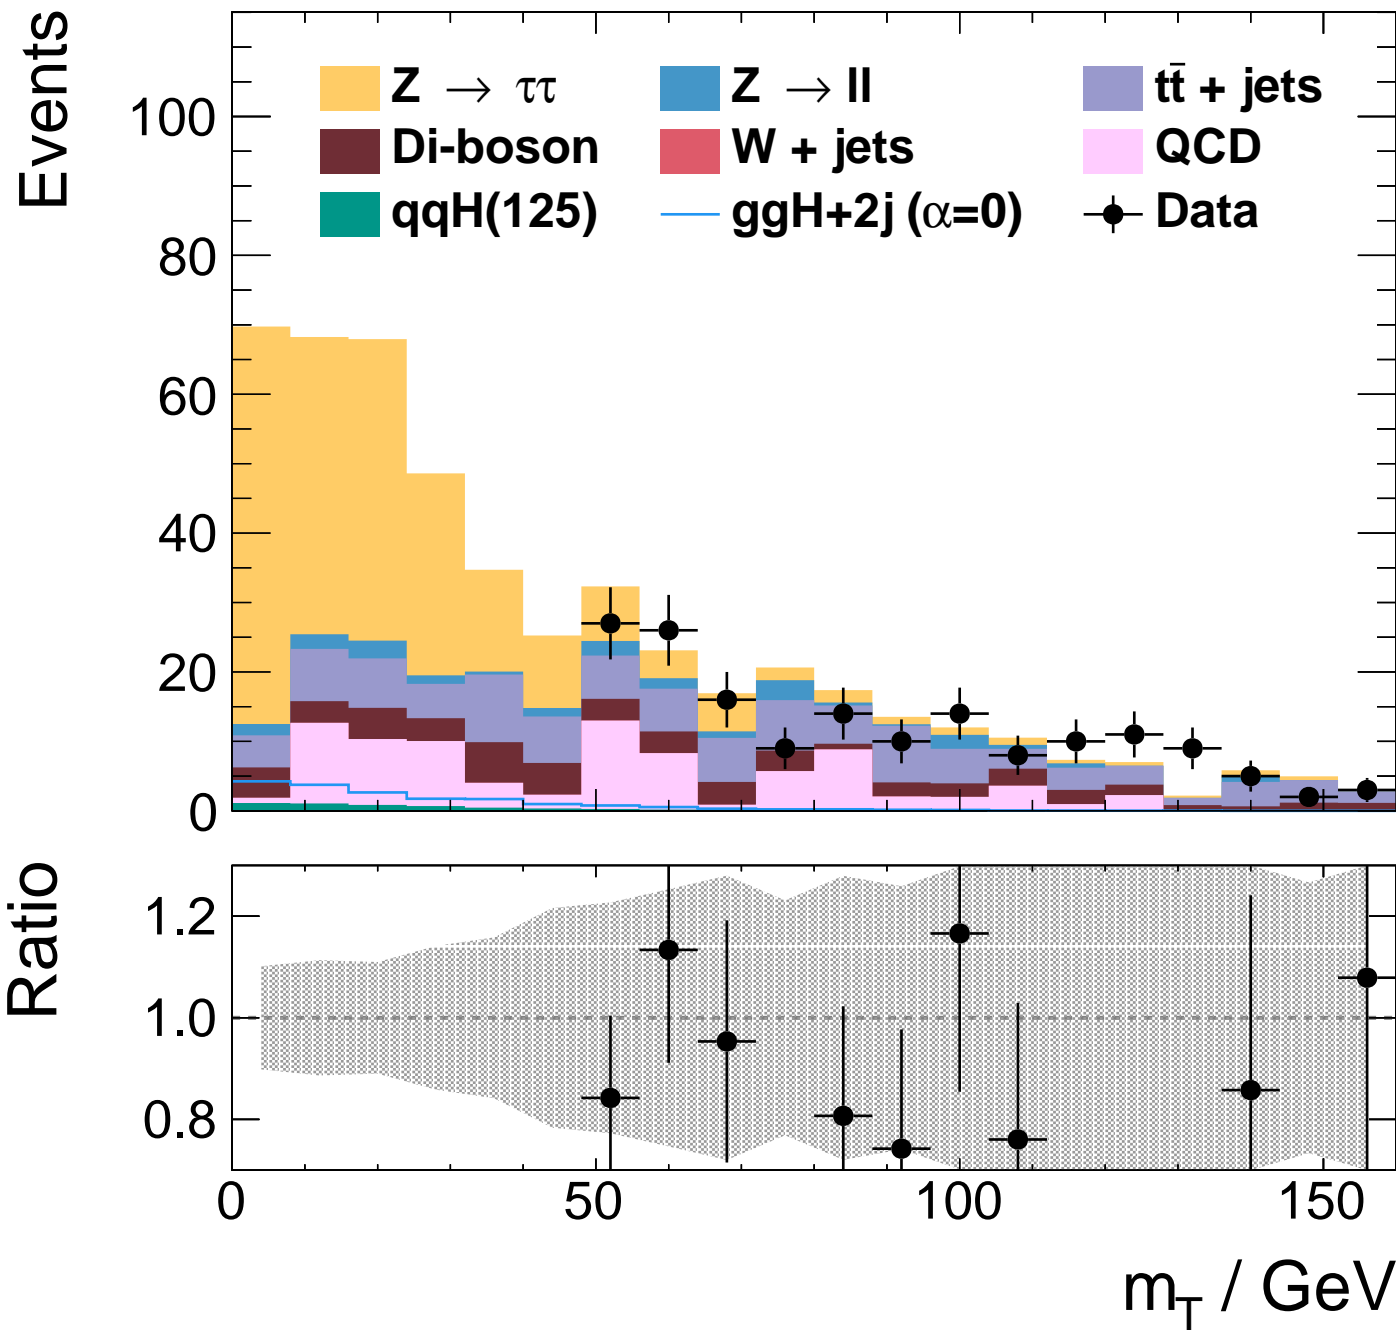 Events
Z → ττ
Z → ll
tt̄ + jets
Di-boson
W + jets
QCD
qqH(125)
ggH+2j (α=0)
Data
100
80
60
40
20
0
Ratio
1.2
1.0
0.8
0
50
100
150
m_T / GeV